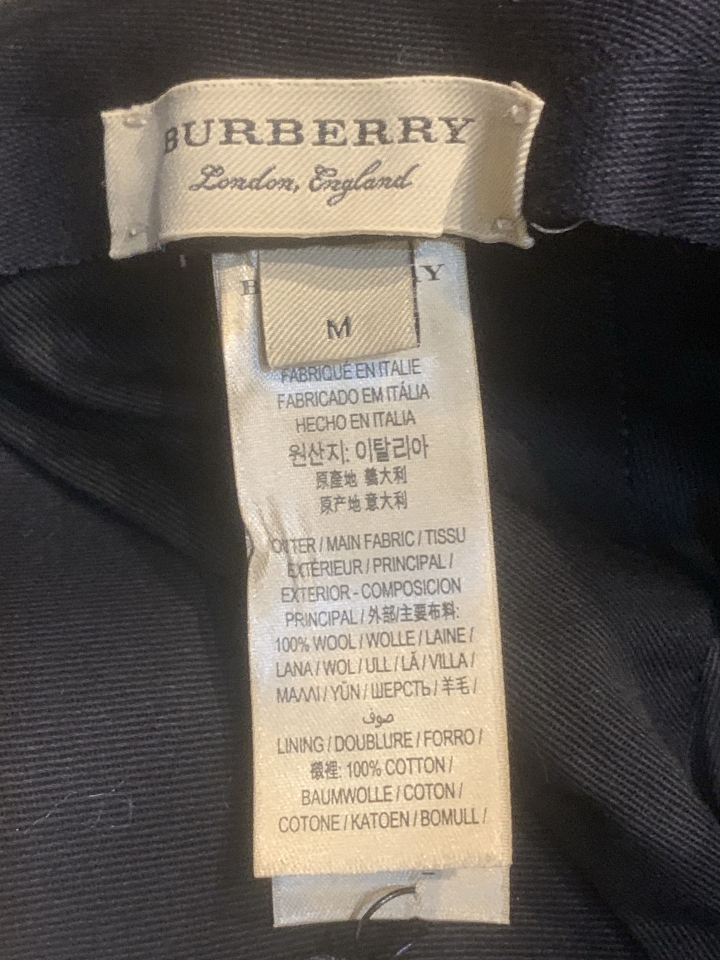 BURBERRY
London, England
M
FABRIQUÉ EN ITALIE
FABRICADO EM ITÁLIA
HECHO EN ITALIA
원산지: 이탈리아
原產地 義大利
原产地 意大利
OUTER / MAIN FABRIC / TISSU
EXTÉRIEUR / PRINCIPAL /
EXTERIOR - COMPOSICION
PRINCIPAL / 外部/主要布料:
100% WOOL / WOLLE / LAINE /
LANA / WOL / ULL / LÃ / VILLA /
ΜΑΛΛΙ / YÜN / ШЕРСТЬ / 羊毛 /
صوف
LINING / DOUBLURE / FORRO /
襯裡: 100% COTTON /
BAUMWOLLE / COTON /
COTONE / KATOEN / BOMULL /